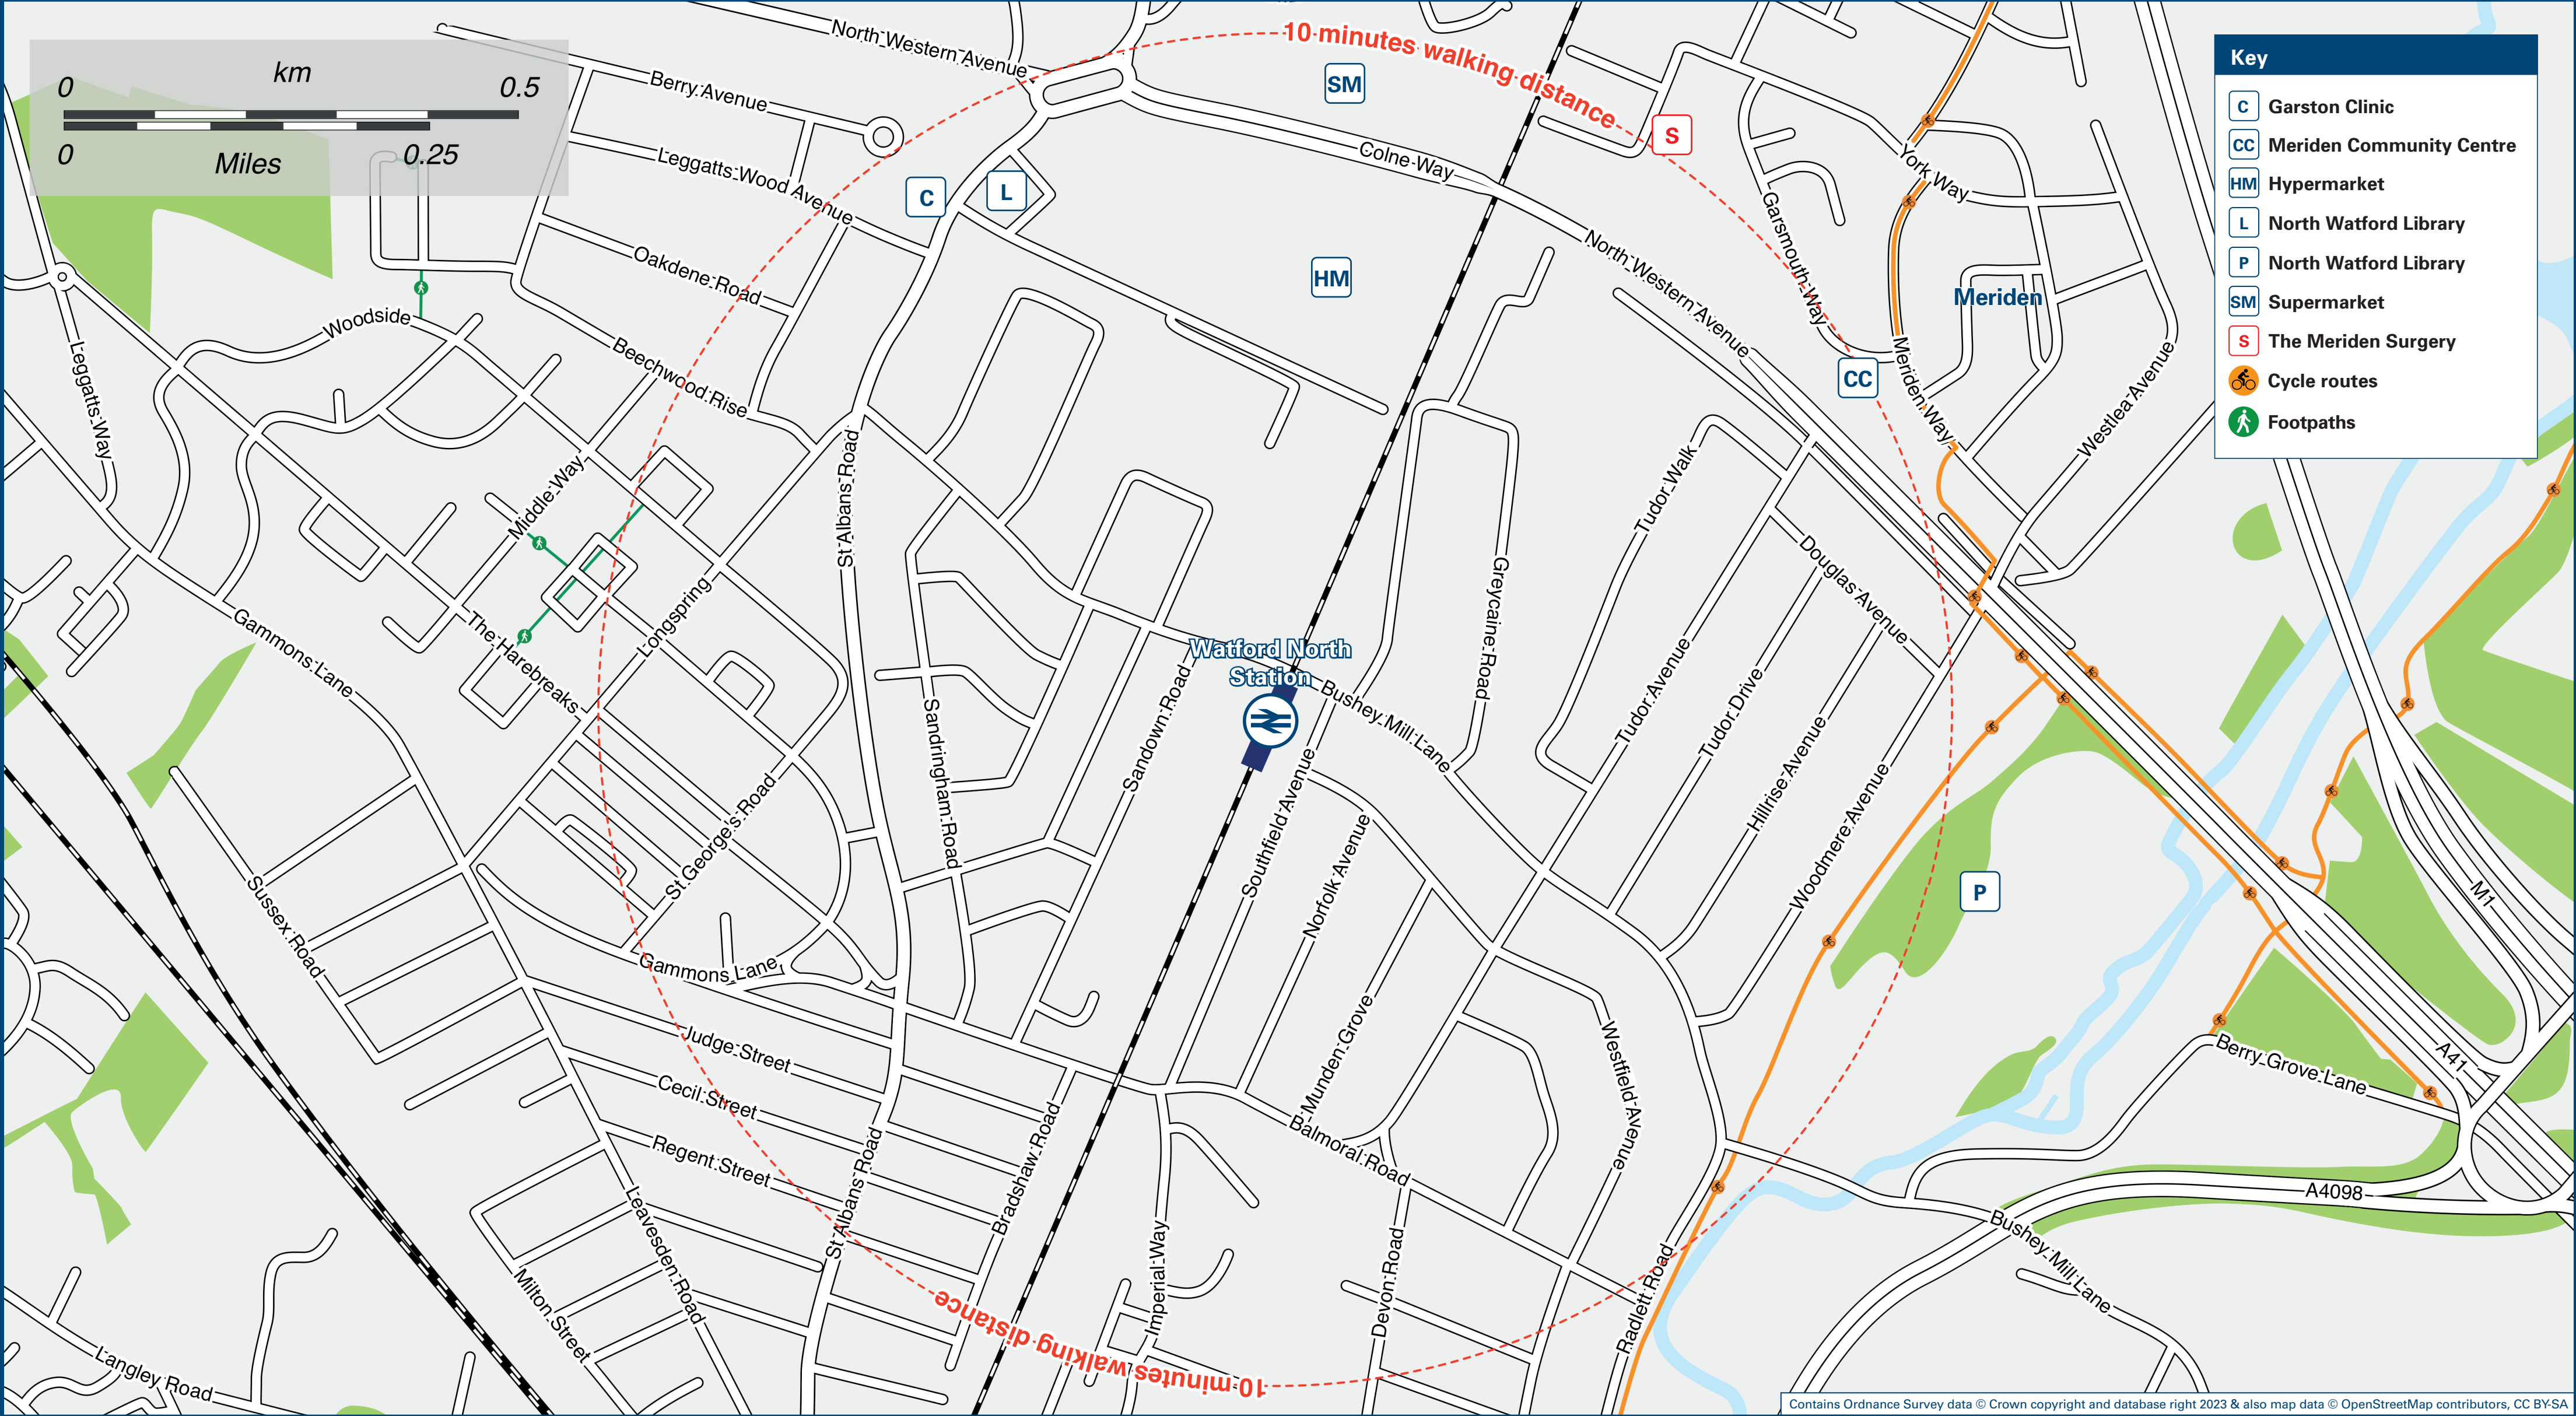 North Western Avenue
10 minutes walking distance
km
0
0.5
0
0.25
Miles
Berry Avenue
SM
S
Key
C Garston Clinic
CC Meriden Community Centre
HM Hypermarket
L North Watford Library
P North Watford Library
SM Supermarket
S The Meriden Surgery
Cycle routes
Footpaths
Leggatts Wood Avenue
C
L
Colne Way
York Way
Garsmouth Way
Oakdene Road
HM
North Western Avenue
Meriden
Woodside
Leggatts Way
Beechwood Rise
CC
Meriden Way
Westlea Avenue
Middle Way
St Albans Road
Tudor Walk
Douglas Avenue
Greycaine Road
Longspring
Gammons Lane
The Harebreaks
Watford North
Station
Bushey Mill Lane
Sandown Road
Sandringham Road
Tudor Avenue
Tudor Drive
Hillrise Avenue
Woodmere Avenue
St George's Road
Southfield Avenue
Norfolk Avenue
P
M1
Sussex Road
Gammons Lane
Judge Street
Cecil Street
Regent Street
Munden Grove
Balmoral Road
Westfield Avenue
Berry Grove Lane
A41
A4098
St Albans Road
Bradshaw Road
Leavesden Road
Imperial Way
Devon Road
Radlett Road
Bushey Mill Lane
Milton Street
Langley Road
10 minutes walking distance
Contains Ordnance Survey data © Crown copyright and database right 2023 & also map data © OpenStreetMap contributors, CC BY-SA